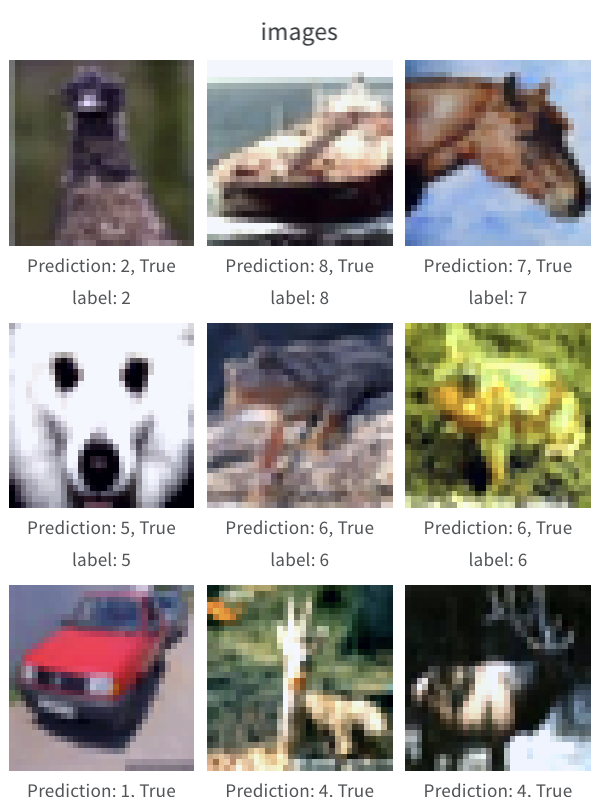 images
Prediction: 2, True
label: 2
Prediction: 8, True
label: 8
Prediction: 7, True
label: 7
Prediction: 5, True
label: 5
Prediction: 6, True
label: 6
Prediction: 6, True
label: 6
Prediction: 1, True
Prediction: 4, True
Prediction: 4, True